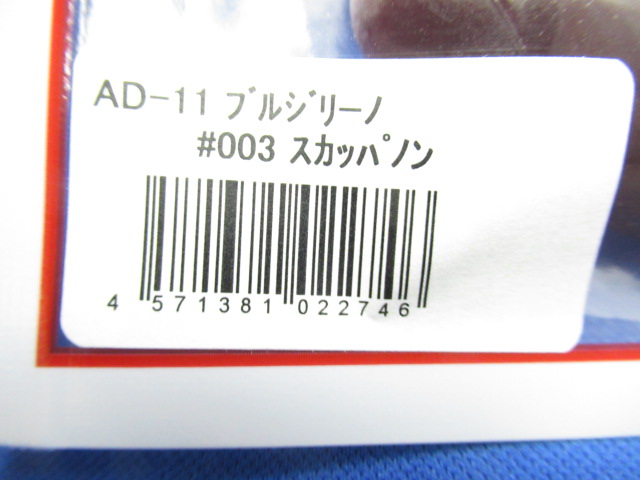 AD-11 ﾌﾞﾙｼﾞﾘｰﾉ
#003 ｽｶｯﾊﾟﾉﾝ
4 571381 022746